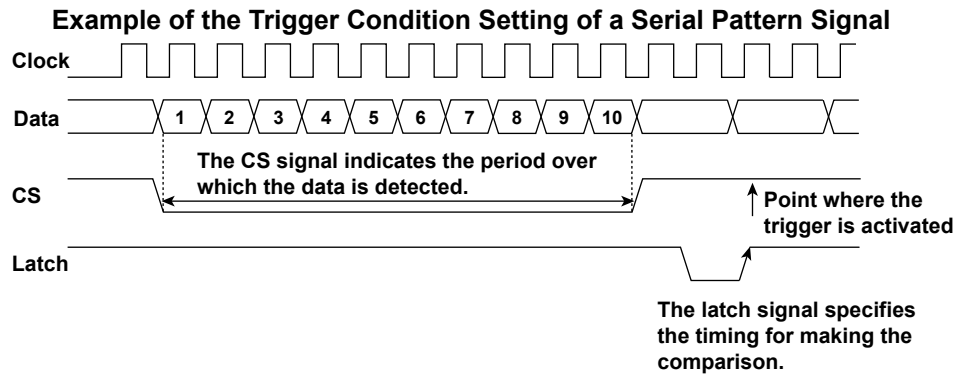 Example of the Trigger Condition Setting of a Serial Pattern Signal
Clock
Data
1 2 3 4 5 6 7 8 9 10
The CS signal indicates the period over
which the data is detected.
CS
Point where the
trigger is activated
Latch
The latch signal specifies
the timing for making the
comparison.